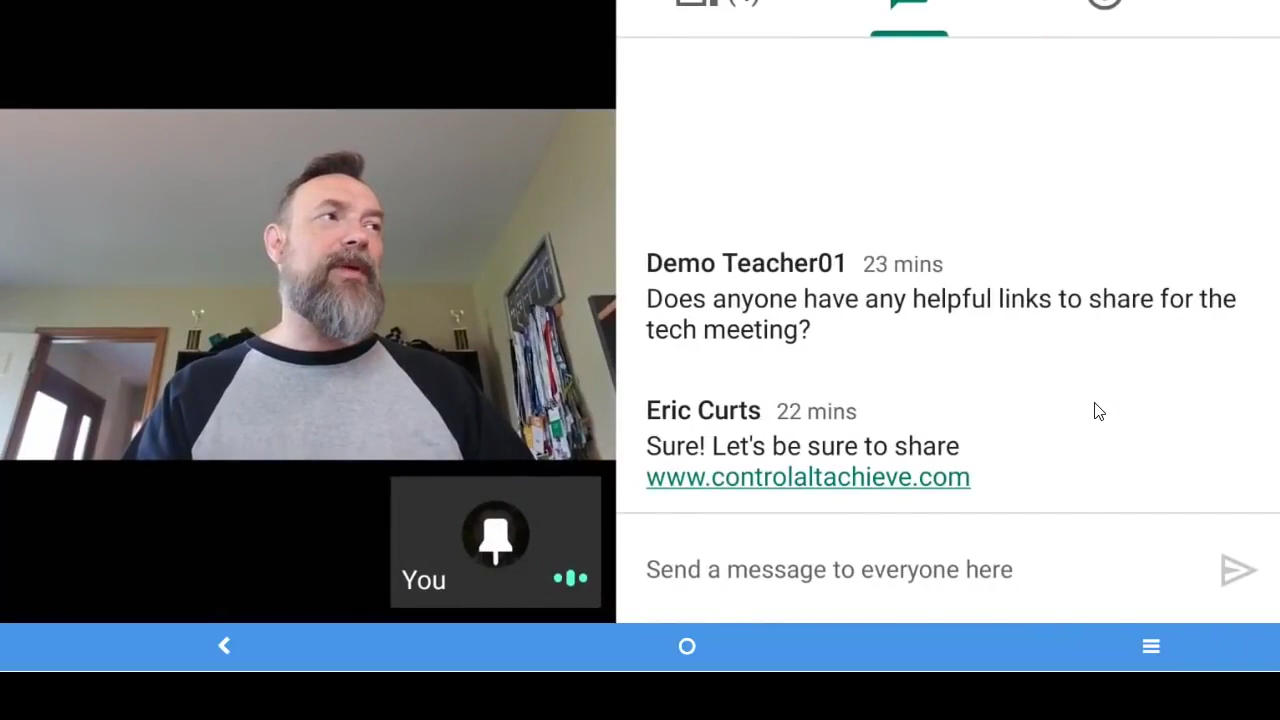 Demo Teacher01 23 mins
Does anyone have any helpful links to share for the
tech meeting?
Eric Curts 22 mins
Sure! Let's be sure to share
www.controlaltachieve.com
You
Send a message to everyone here